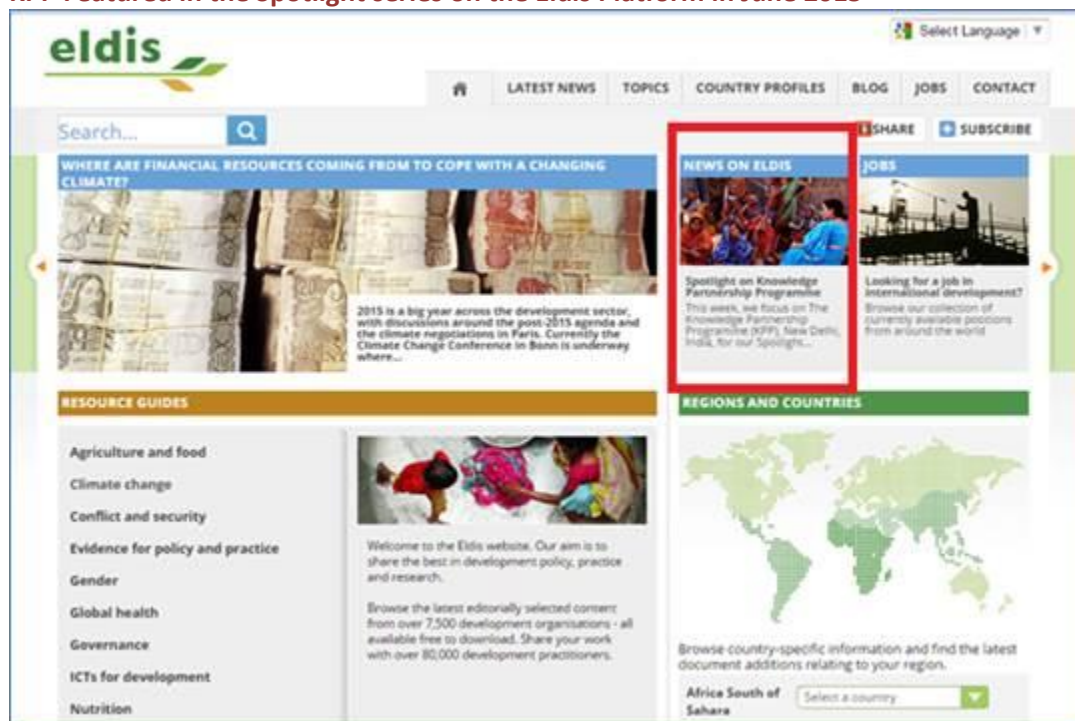 KPP Featured in the Spotlight Series on the Eldis Platform in June 2015
eldis
Select Language
LATEST NEWS TOPICS COUNTRY PROFILES BLOG JOBS CONTACT
Search...
SHARE SUBSCRIBE
WHERE ARE FINANCIAL RESOURCES COMING FROM TO COPE WITH A CHANGING
CLIMATE?
2015 is a big year across the development sector,
with discussions around the post-2015 agenda and
the climate negotiations in Paris. Currently the
Climate Change Conference in Bonn is underway
where...
NEWS ON ELDIS
Spotlight on Knowledge
Partnership Programme
This week, we focus on The
Knowledge Partnership
Programme (KPP), New Delhi,
India, for our Spotlight...
JOBS
Looking for a job in
international development?
Browse our collection of
currently available positions
from around the world
RESOURCE GUIDES
Agriculture and food
Climate change
Conflict and security
Evidence for policy and practice
Gender
Global health
Governance
ICTs for development
Nutrition
Welcome to the Eldis website. Our aim is to
share the best in development policy, practice
and research.
Browse the latest editorially selected content
from over 7,500 development organisations - all
available free to download. Share your work
with over 80,000 development practitioners.
REGIONS AND COUNTRIES
Browse country-specific information and find the latest
document additions relating to your region.
Africa South of
Sahara
Select a country